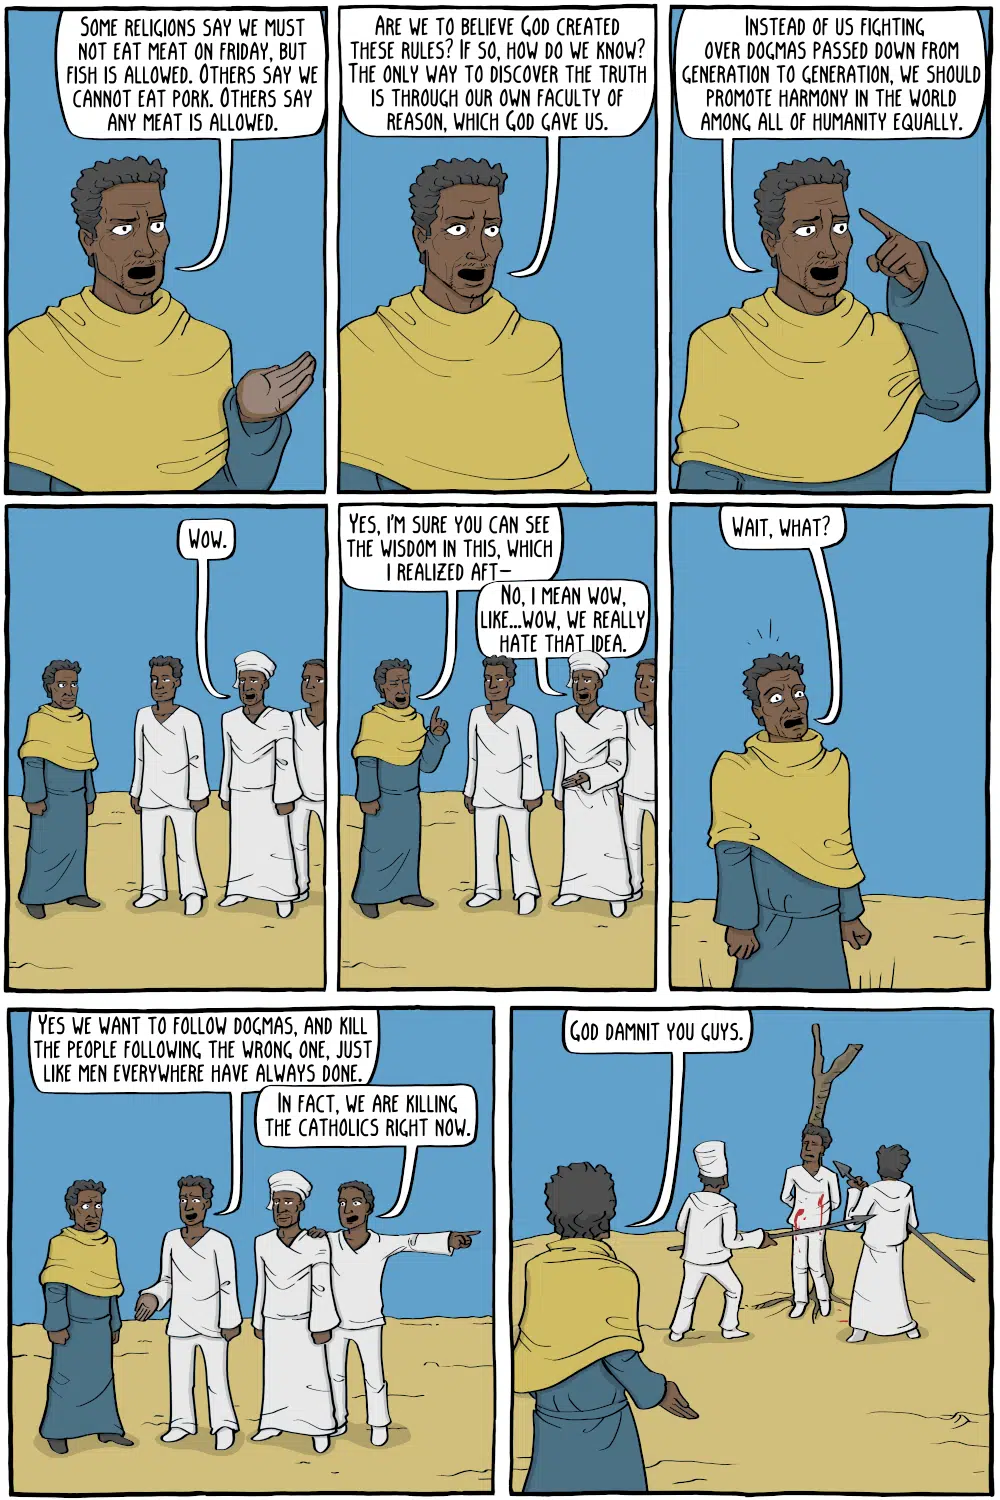 Some religions say we must
not eat meat on Friday, but
fish is allowed. Others say we
cannot eat pork. Others say
any meat is allowed.
Are we to believe God created
these rules? If so, how do we know?
The only way to discover the truth
is through our own faculty of
reason, which God gave us.
Instead of us fighting
over dogmas passed down from
generation to generation, we should
promote harmony in the world
among all of humanity equally.
Wow.
Yes, I'm sure you can see
the wisdom in this, which
I realized aft—
No, I mean wow,
like...wow, we really
hate that idea.
Wait, what?
Yes we want to follow dogmas, and kill
the people following the wrong one, just
like men everywhere have always done.
In fact, we are killing
the Catholics right now.
God damnit you guys.